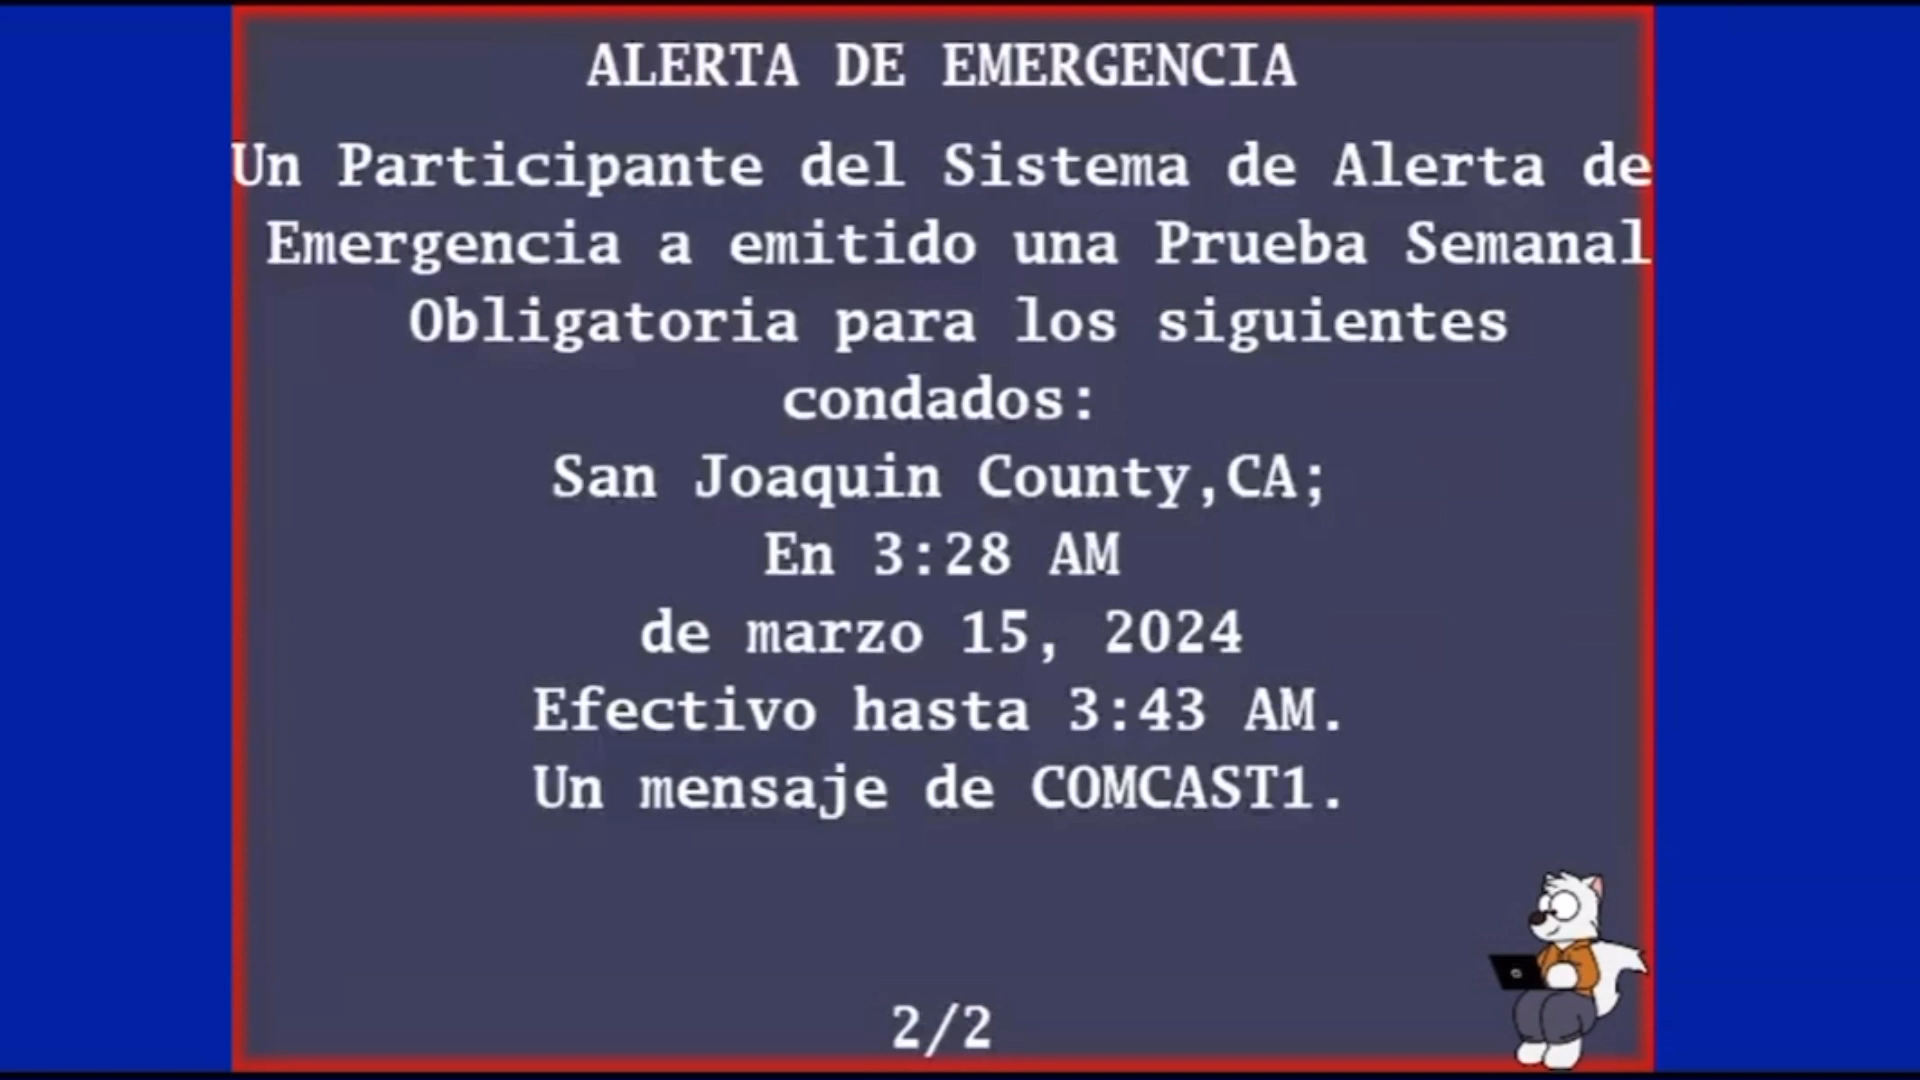 ALERTA DE EMERGENCIA
Un Participante del Sistema de Alerta de
Emergencia a emitido una Prueba Semanal
Obligatoria para los siguientes
condados:
San Joaquin County,CA;
En 3:28 AM
de marzo 15, 2024
Efectivo hasta 3:43 AM.
Un mensaje de COMCAST1.
2/2